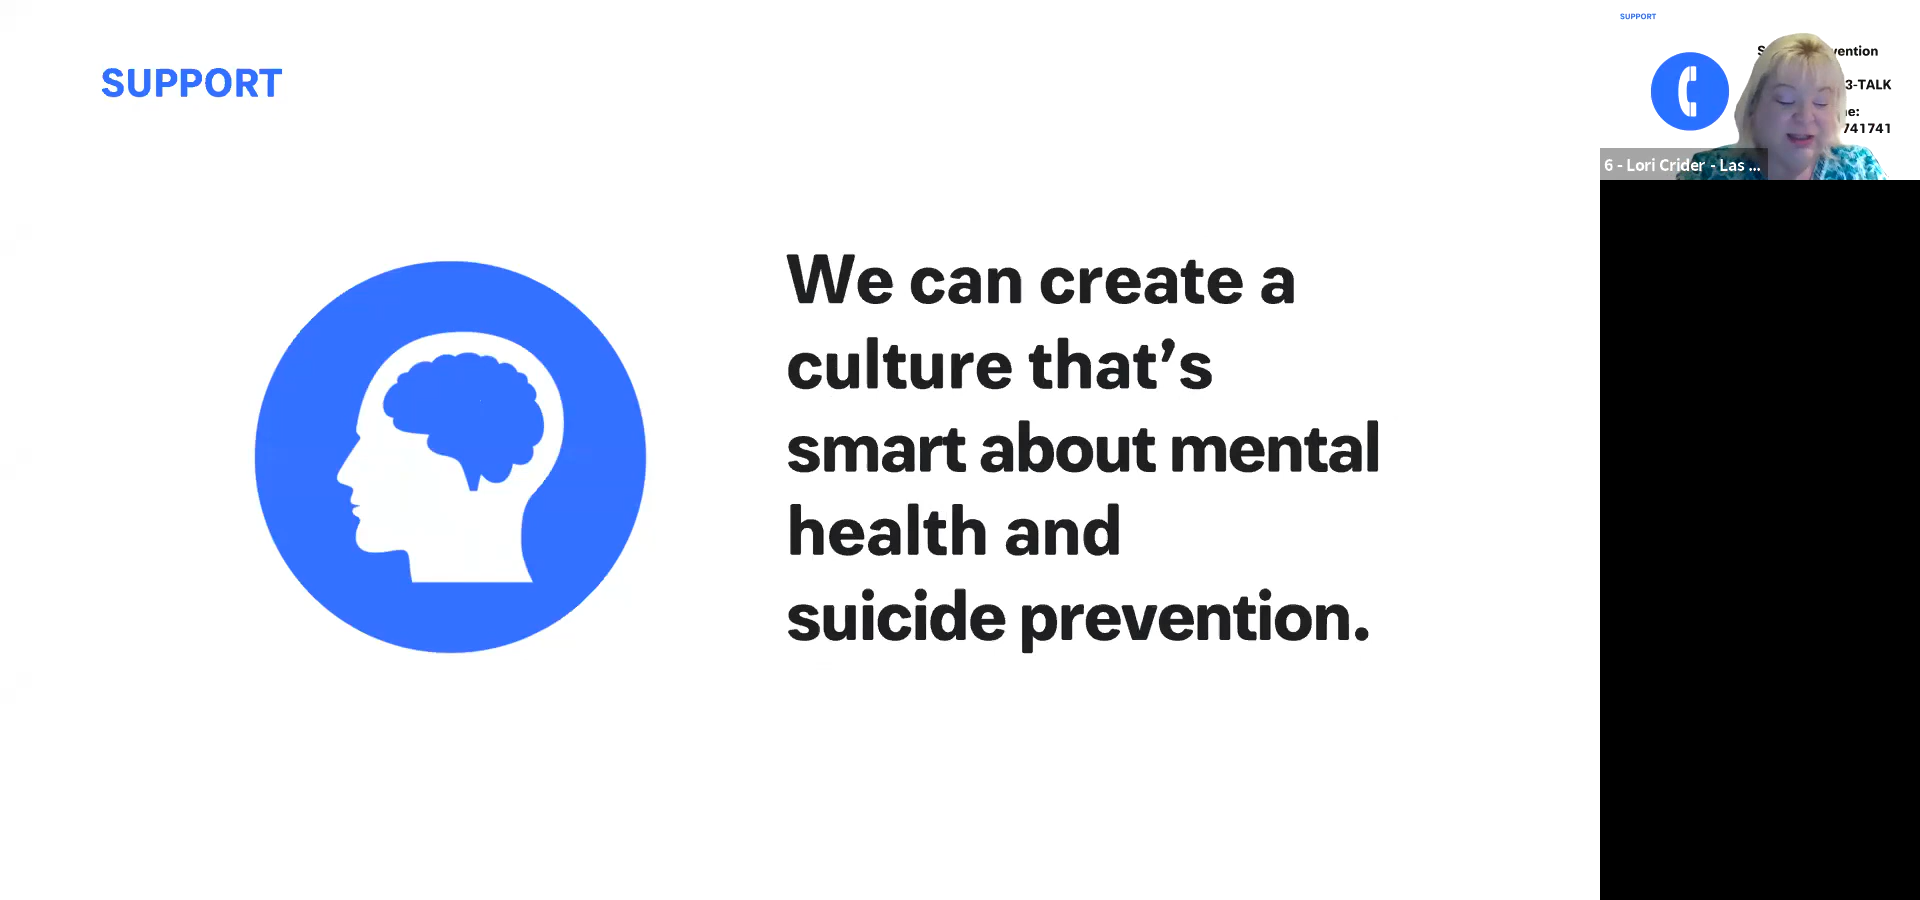 SUPPORT
We can create a
culture that’s
smart about mental
health and
suicide prevention.
SUPPORT
3-TALK
741741
6 - Lori Crider - Las ...